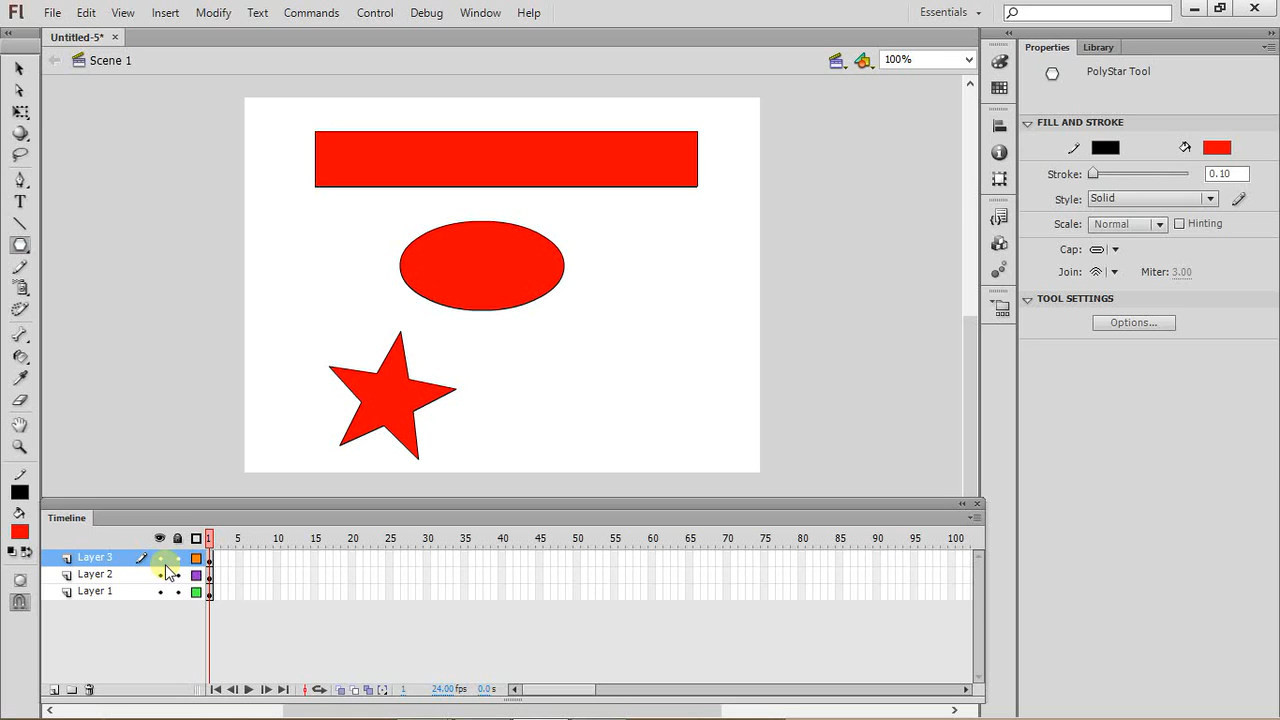 Fl File Edit View Insert Modify Text Commands Control Debug Window Help Essentials
Untitled-5* ×
Scene 1 100%
Properties Library
PolyStar Tool
FILL AND STROKE
Stroke: 0.10
Style: Solid
Scale: Normal Hinting
Cap:
Join: Miter: 3.00
TOOL SETTINGS
Options...
T
Timeline
1 5 10 15 20 25 30 35 40 45 50 55 60 65 70 75 80 85 90 95 100
Layer 3
Layer 2
Layer 1
1 24.00 fps 0.0 s